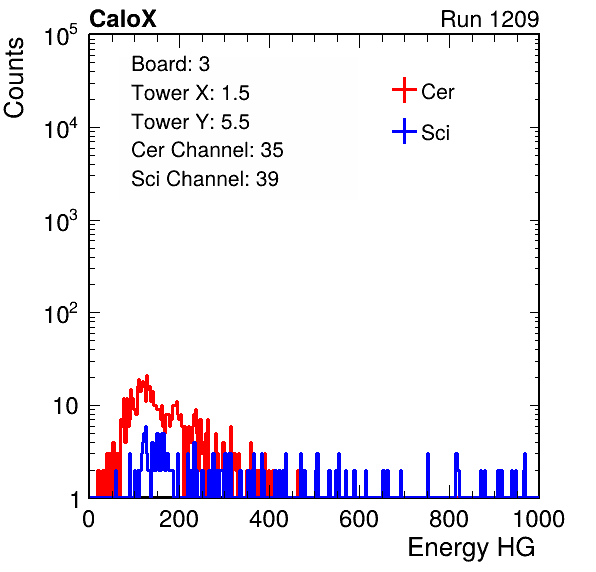 CaloX Run 1209
Counts
Board: 3
Tower X: 1.5
Tower Y: 5.5
Cer Channel: 35
Sci Channel: 39
Cer
Sci
10^5
10^4
10^3
10^2
10
1
0 200 400 600 800 1000
Energy HG